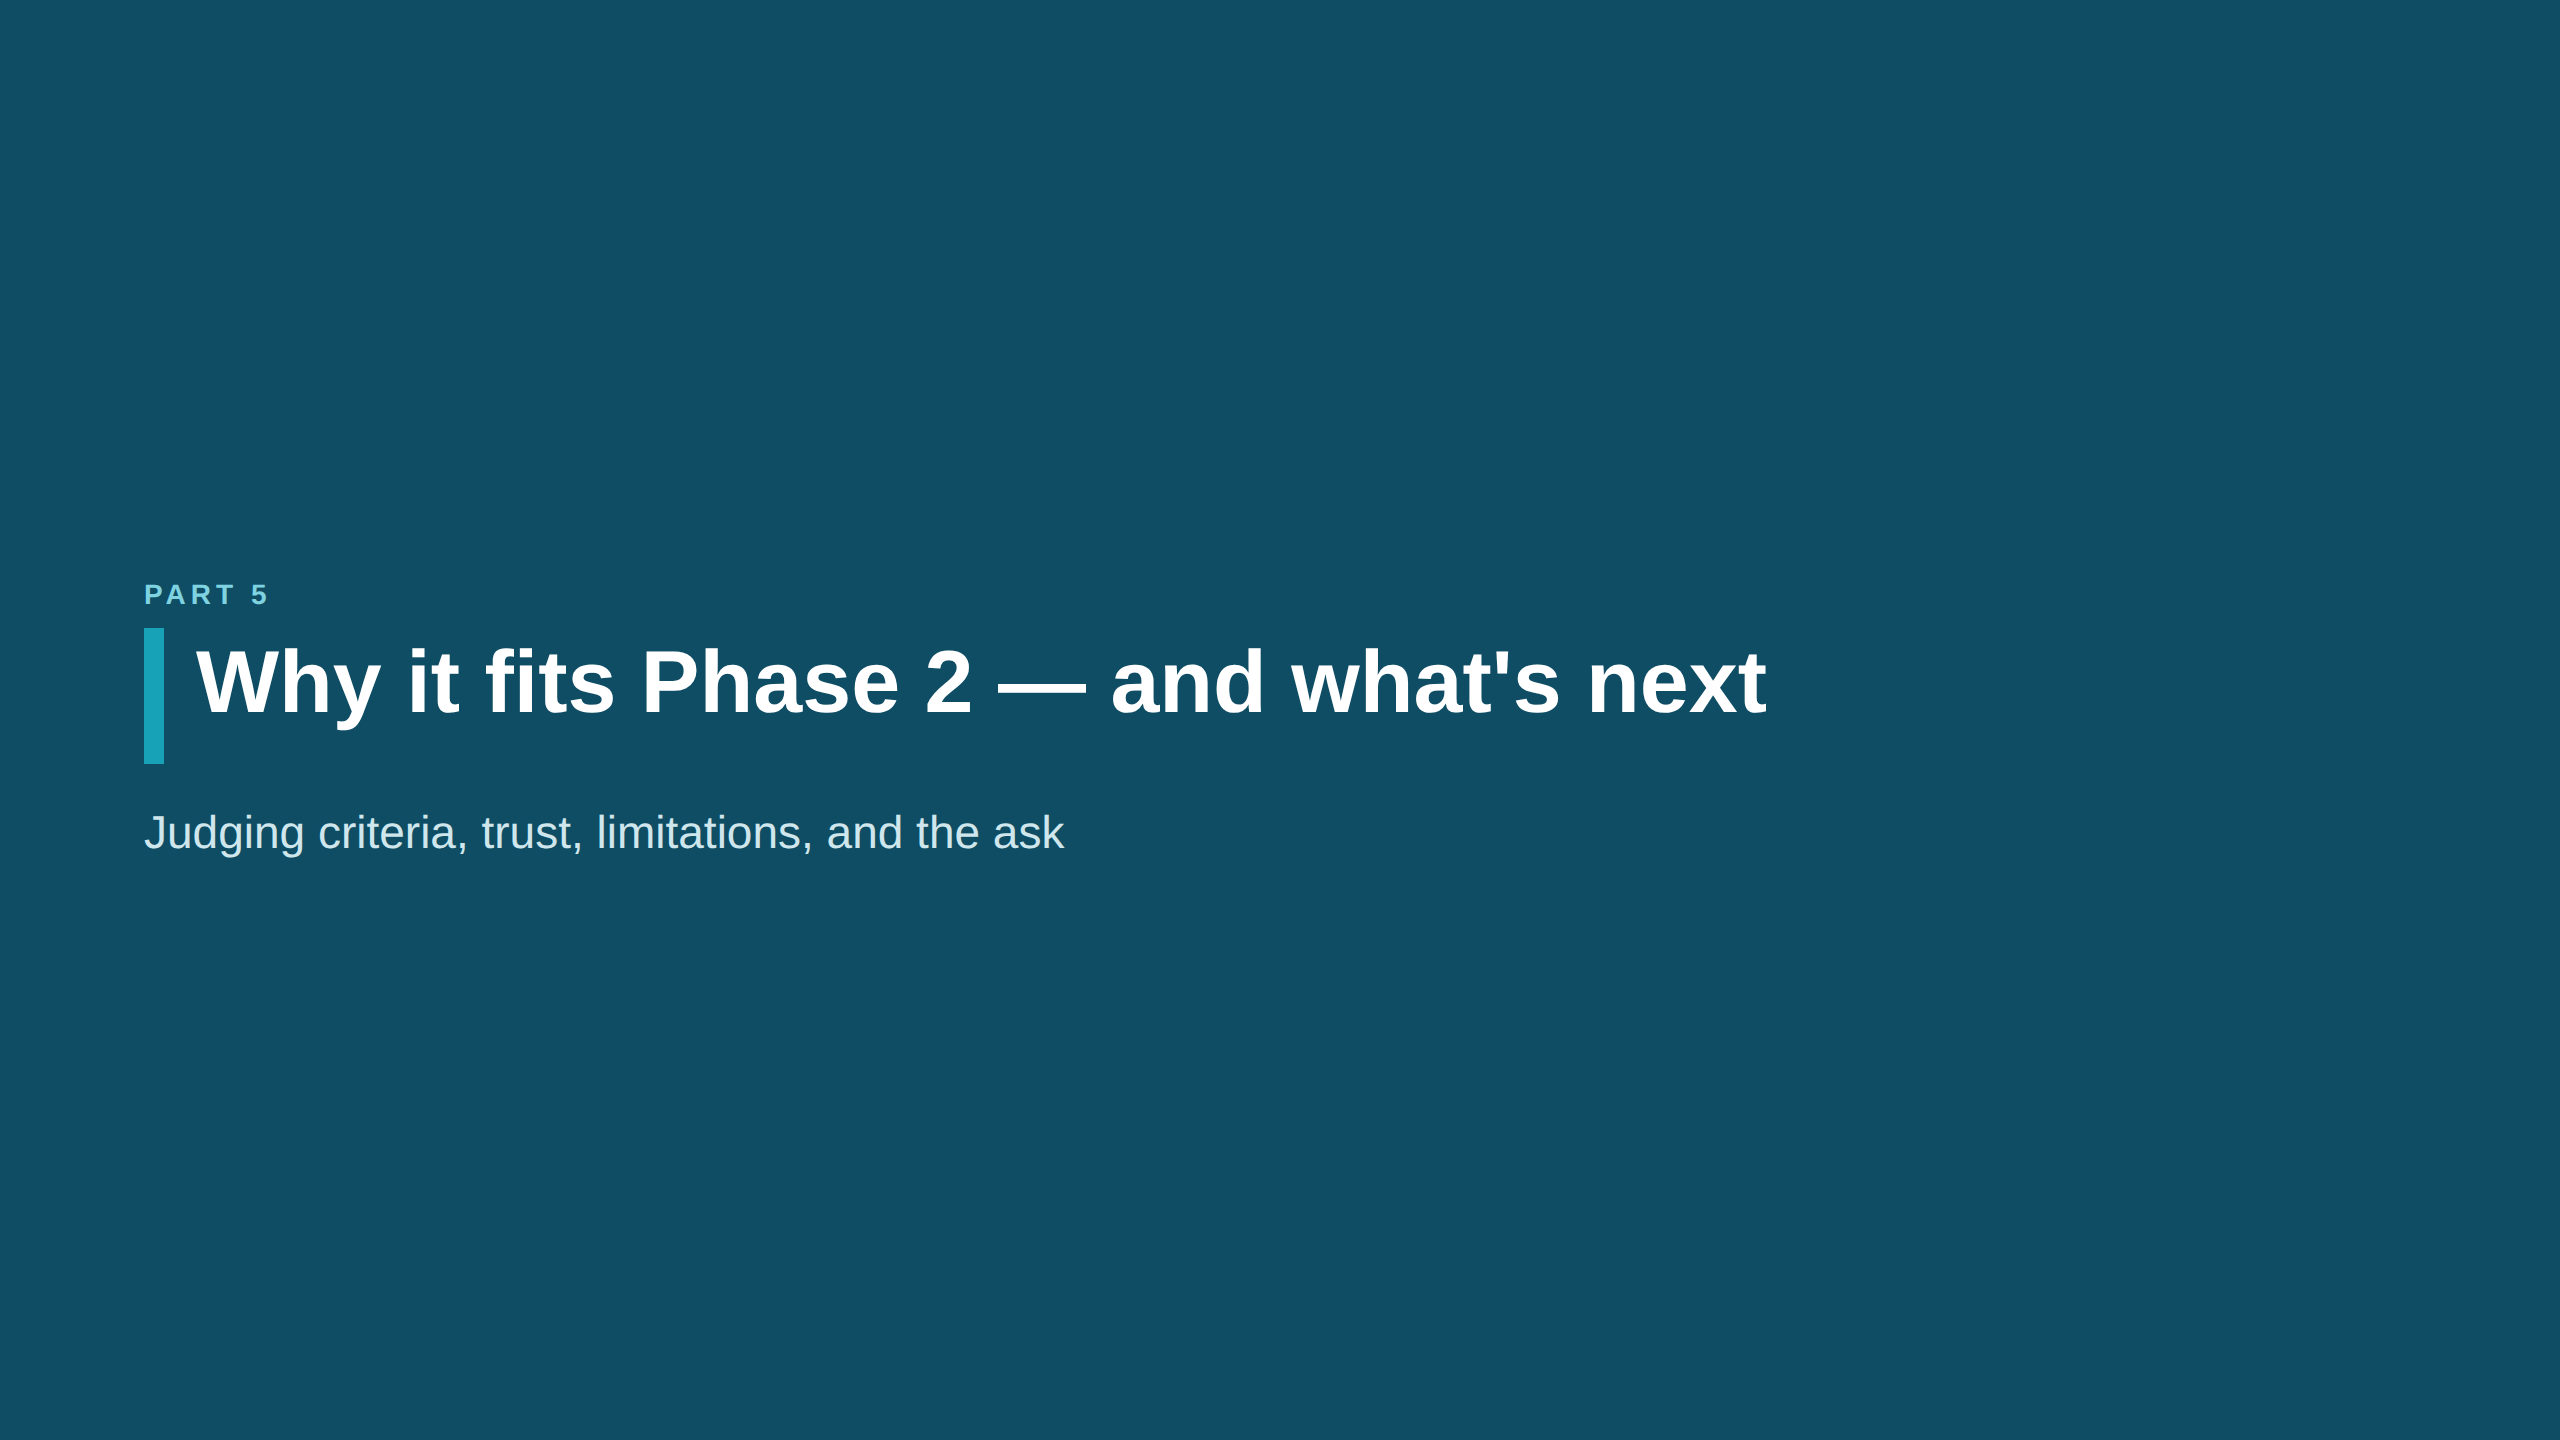 PART 5
Why it fits Phase 2 — and what's next
Judging criteria, trust, limitations, and the ask